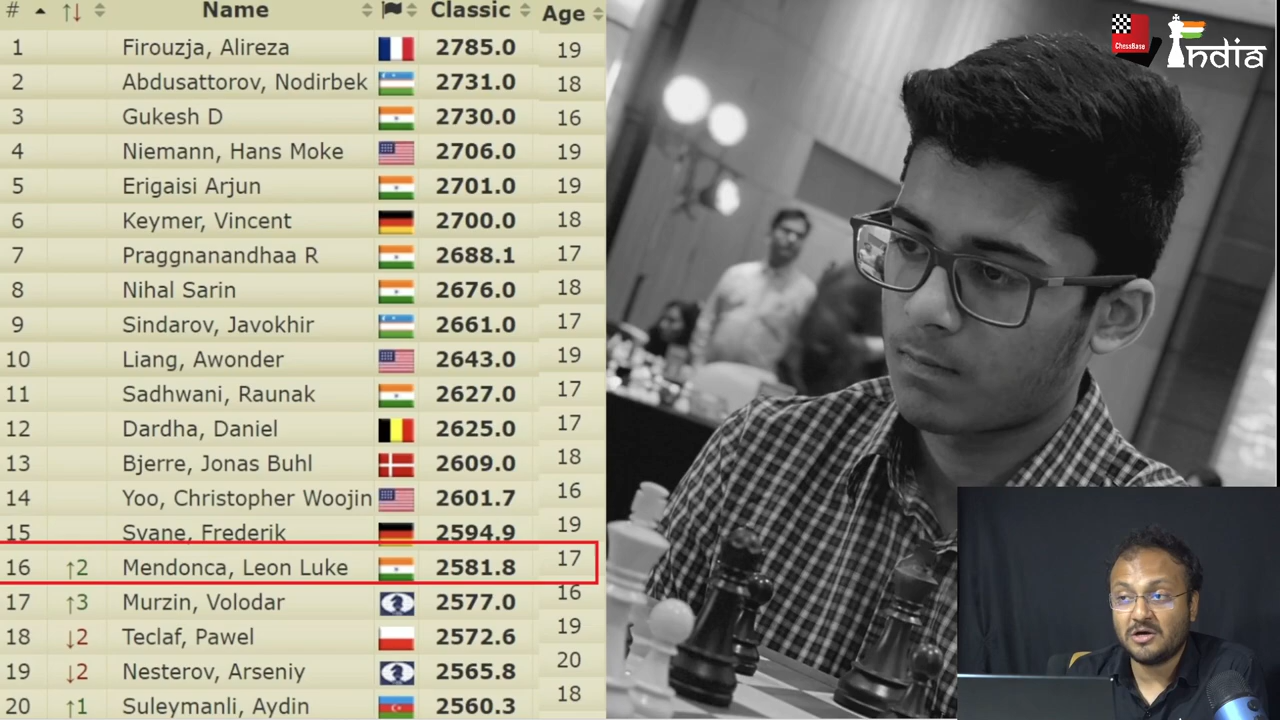 # ▲ ↑↓ Name Classic Age
1 Firouzja, Alireza 2785.0 19
2 Abdusattorov, Nodirbek 2731.0 18
3 Gukesh D 2730.0 16
4 Niemann, Hans Moke 2706.0 19
5 Erigaisi Arjun 2701.0 19
6 Keymer, Vincent 2700.0 18
7 Praggnanandhaa R 2688.1 17
8 Nihal Sarin 2676.0 18
9 Sindarov, Javokhir 2661.0 17
10 Liang, Awonder 2643.0 19
11 Sadhwani, Raunak 2627.0 17
12 Dardha, Daniel 2625.0 17
13 Bjerre, Jonas Buhl 2609.0 18
14 Yoo, Christopher Woojin 2601.7 16
15 Svane, Frederik 2594.9 19
16 ↑2 Mendonca, Leon Luke 2581.8 17
17 ↑3 Murzin, Volodar 2577.0 16
18 ↓2 Teclaf, Pawel 2572.6 19
19 ↓2 Nesterov, Arseniy 2565.8 20
20 ↑1 Suleymanli, Aydin 2560.3 18
ChessBase
India